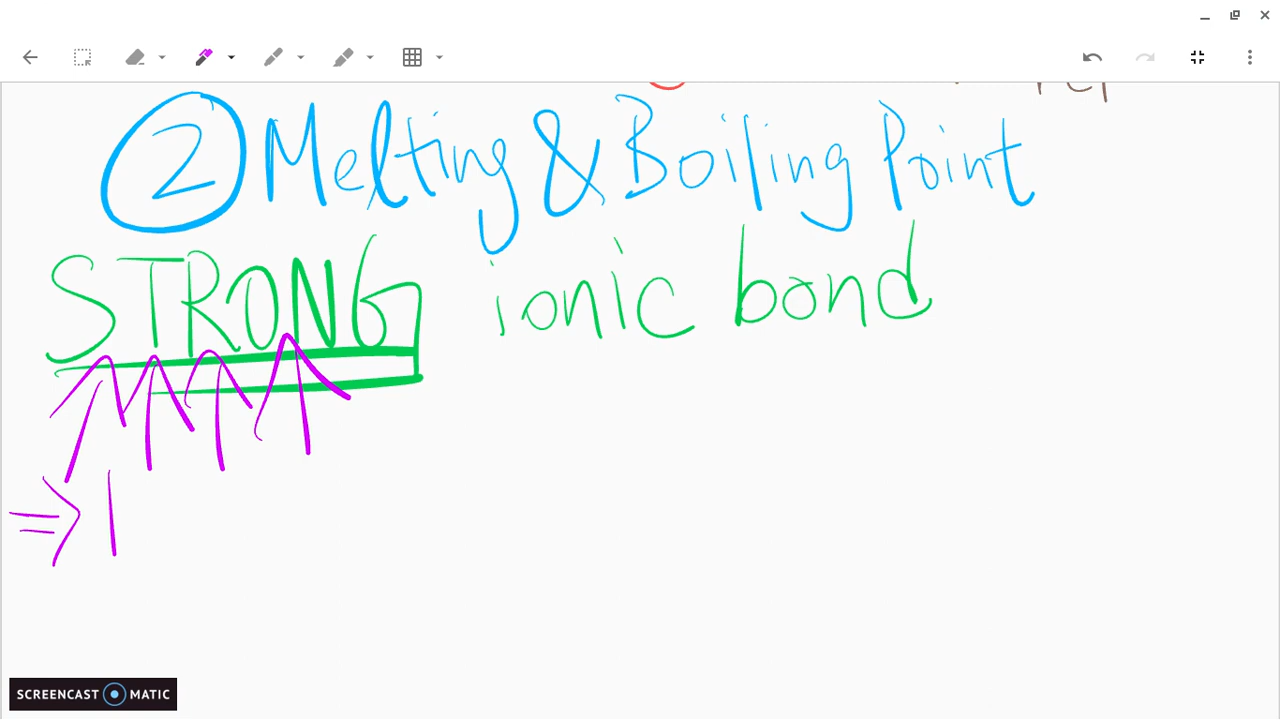 ② Melting & Boiling Point
STRONG ionic bond
⇒
SCREENCAST MATIC